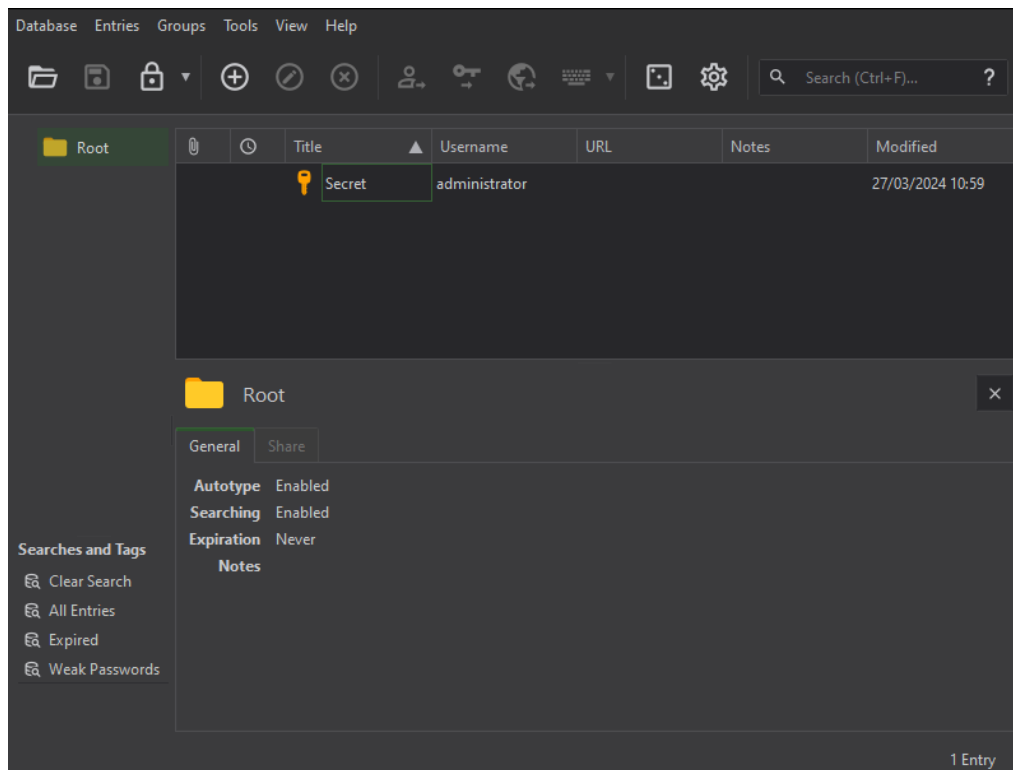 Database Entries Groups Tools View Help
Search (Ctrl+F)... ?
Root
Title Username URL Notes Modified
Secret administrator 27/03/2024 10:59
Root
General Share
Autotype Enabled
Searching Enabled
Expiration Never
Notes
Searches and Tags
Clear Search
All Entries
Expired
Weak Passwords
1 Entry